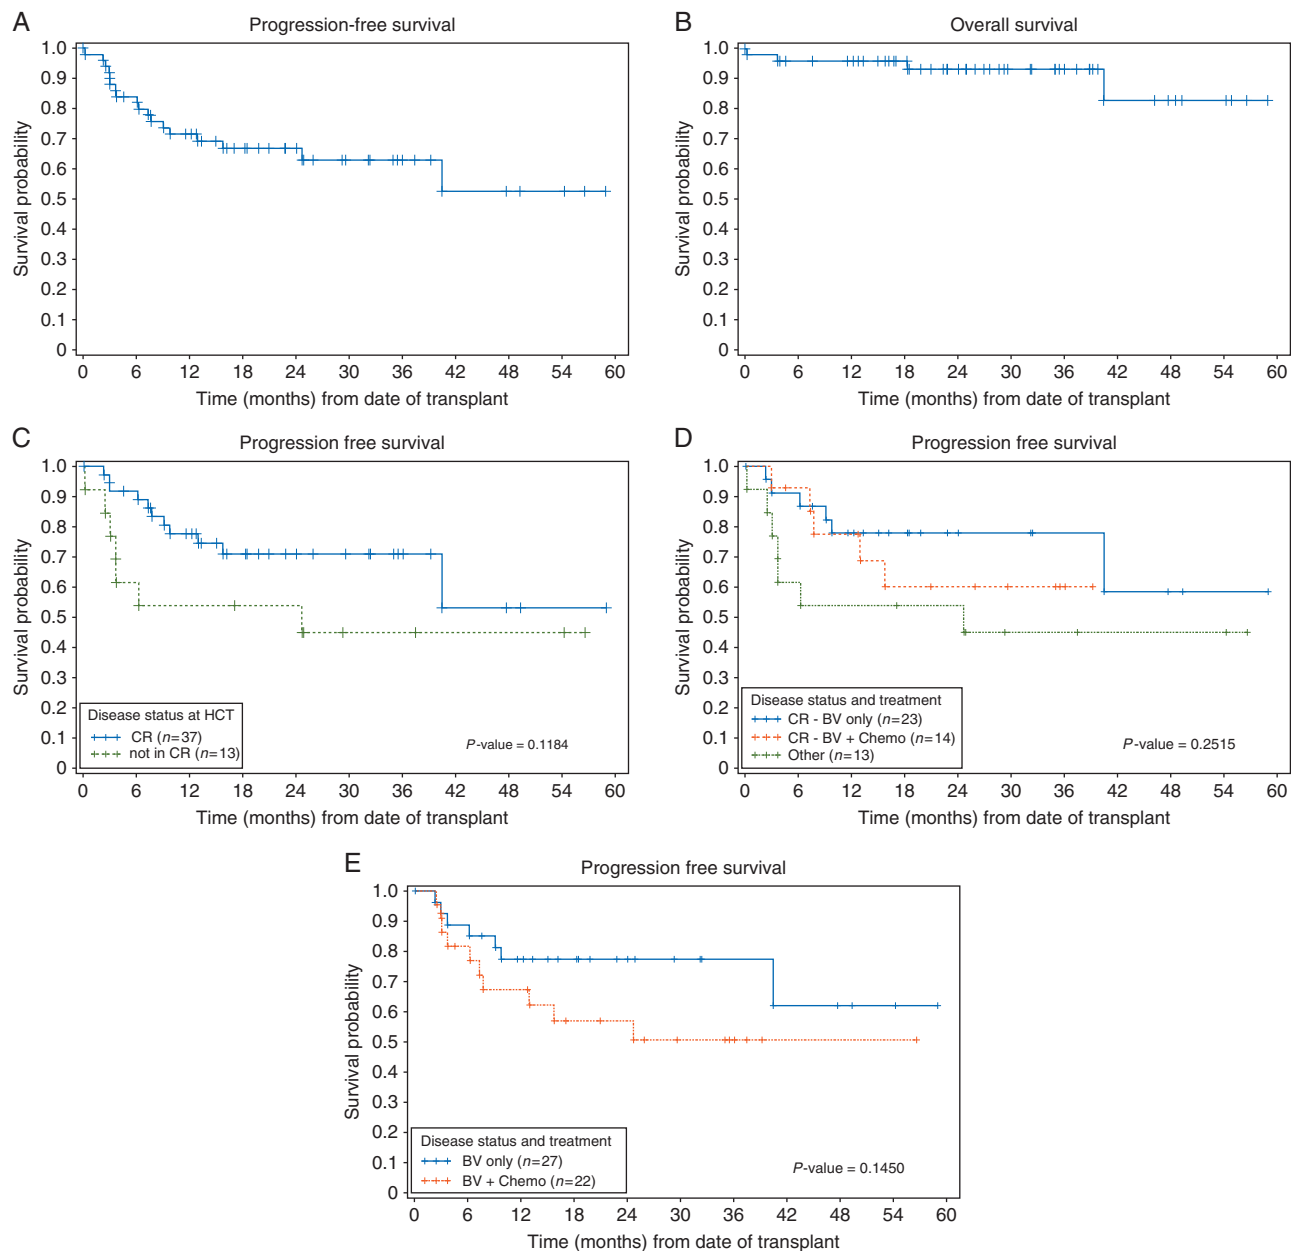 A
Progression-free survival
1.0
0.9
0.8
0.7
0.6
0.5
0.4
0.3
0.2
0.1
0
Survival probability
0 6 12 18 24 30 36 42 48 54 60
Time (months) from date of transplant
B
Overall survival
1.0
0.9
0.8
0.7
0.6
0.5
0.4
0.3
0.2
0.1
0
Survival probability
0 6 12 18 24 30 36 42 48 54 60
Time (months) from date of transplant
C
Progression free survival
1.0
0.9
0.8
0.7
0.6
0.5
0.4
0.3
0.2
0.1
0
Survival probability
Disease status at HCT
CR (n=37)
not in CR (n=13)
P-value = 0.1184
0 6 12 18 24 30 36 42 48 54 60
Time (months) from date of transplant
D
Progression free survival
1.0
0.9
0.8
0.7
0.6
0.5
0.4
0.3
0.2
0.1
0
Survival probability
Disease status and treatment
CR - BV only (n=23)
CR - BV + Chemo (n=14)
Other (n=13)
P-value = 0.2515
0 6 12 18 24 30 36 42 48 54 60
Time (months) from date of transplant
E
Progression free survival
1.0
0.9
0.8
0.7
0.6
0.5
0.4
0.3
0.2
0.1
0
Survival probability
Disease status and treatment
BV only (n=27)
BV + Chemo (n=22)
P-value = 0.1450
0 6 12 18 24 30 36 42 48 54 60
Time (months) from date of transplant